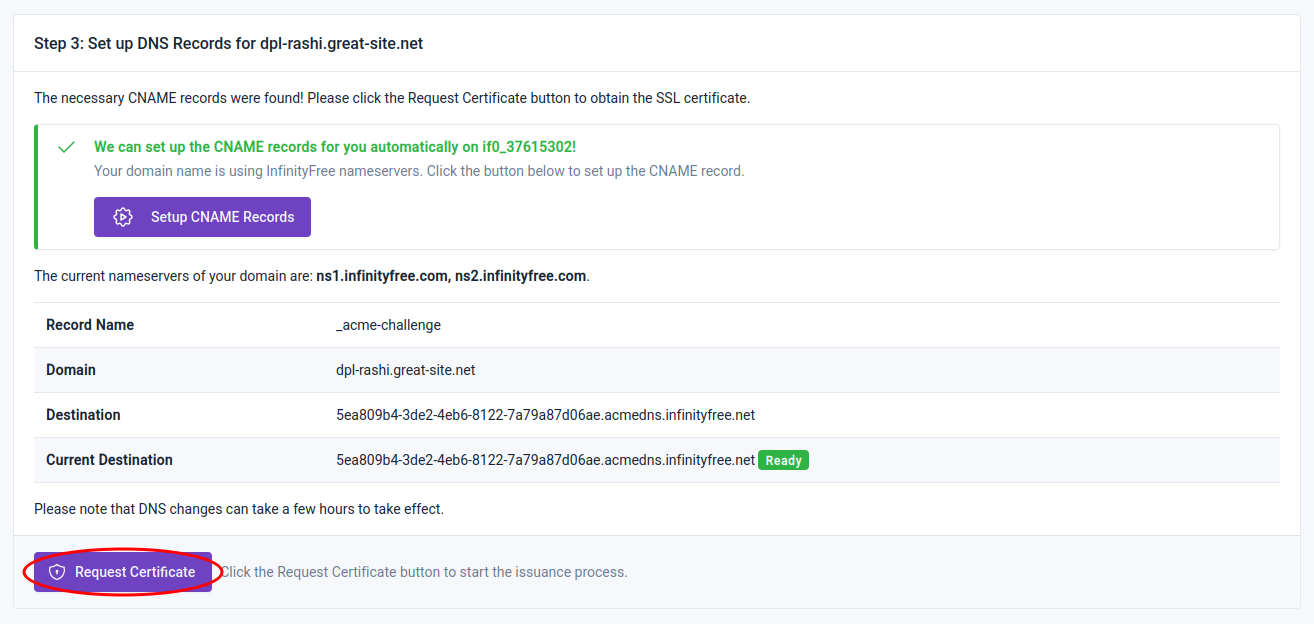 Step 3: Set up DNS Records for dpl-rashi.great-site.net
The necessary CNAME records were found! Please click the Request Certificate button to obtain the SSL certificate.
We can set up the CNAME records for you automatically on if0_37615302!
Your domain name is using InfinityFree nameservers. Click the button below to set up the CNAME record.
Setup CNAME Records
The current nameservers of your domain are: ns1.infinityfree.com, ns2.infinityfree.com.
Record Name _acme-challenge
Domain dpl-rashi.great-site.net
Destination 5ea809b4-3de2-4eb6-8122-7a79a87d06ae.acmedns.infinityfree.net
Current Destination 5ea809b4-3de2-4eb6-8122-7a79a87d06ae.acmedns.infinityfree.net Ready
Please note that DNS changes can take a few hours to take effect.
Request Certificate Click the Request Certificate button to start the issuance process.